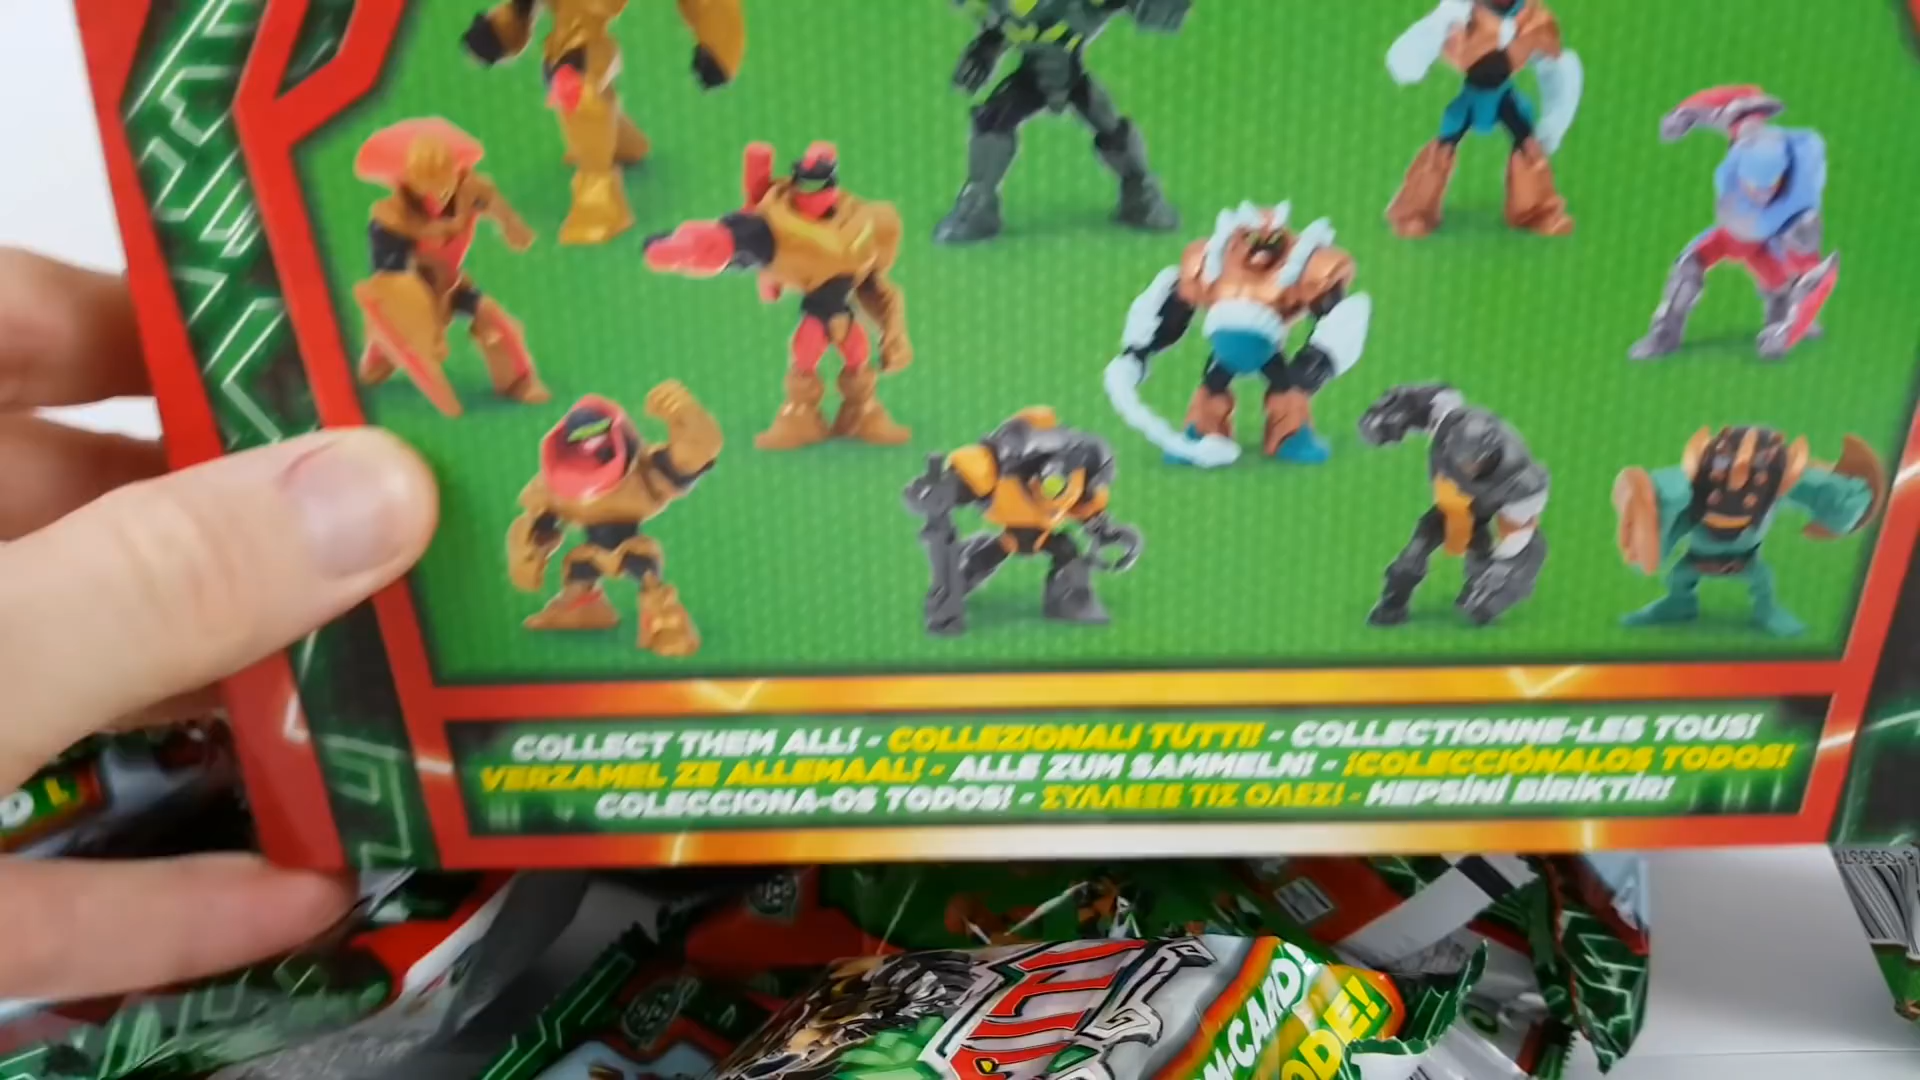 COLLECT THEM ALL! - COLLEZIONALI TUTTI! - COLLECTIONNE-LES TOUS!
VERZAMEL ZE ALLEMAAL! - ALLE ZUM SAMMELN! - ¡COLECCIÓNALOS TODOS!
COLECCIONA-OS TODOS! - ΣΥΛΛΕΞΕ ΤΙΣ ΟΛΕΣ! - HEPSİNİ BİRİKTİR!